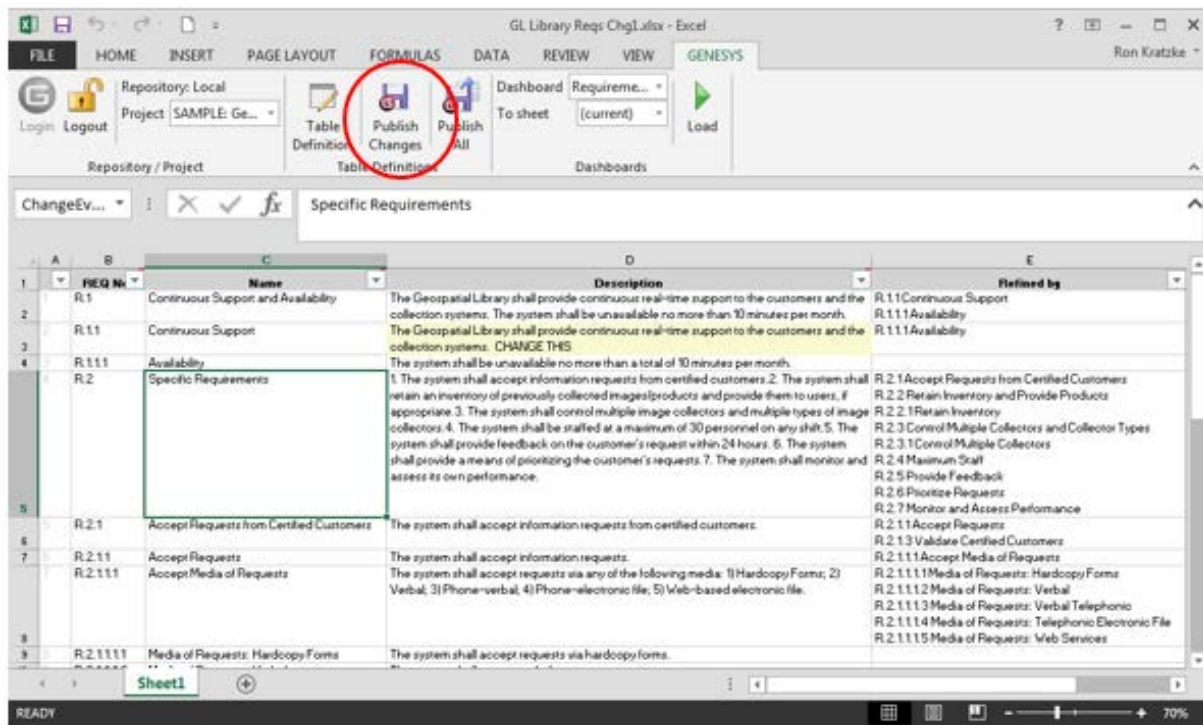 GL Library Reqs Chg1.xlsx - Excel
FILE HOME INSERT PAGE LAYOUT FORMULAS DATA REVIEW VIEW GENESYS Ron Kratzke
Login Logout
Repository: Local
Project SAMPLE: Ge...
Repository / Project
Table Definition
Publish Changes
Publish All
Table Definitions
Dashboard Requireme...
To sheet (current)
Load
Dashboards
ChangeEv... fx Specific Requirements
A B C D E
1 REQ Nu Name Description Refined by
2 R.1 Continuous Support and Availability The Geospatial Library shall provide continuous real-time support to the customers and the R.1.1 Continuous Support
collection systems. The system shall be unavailable no more than 10 minutes per month. R.1.1.1 Availability
3 R.1.1 Continuous Support The Geospatial Library shall provide continuous real-time support to the customers and the R.1.1.1 Availability
collection systems. CHANGE THIS
4 R.1.1.1 Availability The system shall be unavailable no more than a total of 10 minutes per month.
5 R.2 Specific Requirements 1. The system shall accept information requests from certified customers.2. The system shall R.2.1 Accept Requests from Certified Customers
retain an inventory of previously collected images/products and provide them to users, if R.2.2 Retain Inventory and Provide Products
appropriate.3. The system shall control multiple image collectors and multiple types of image R.2.2.1 Retain Inventory
collectors.4. The system shall be staffed at a maximum of 30 personnel on any shift.5. The R.2.3 Control Multiple Collectors and Collector Types
system shall provide feedback on the customer's request within 24 hours. 6. The system R.2.3.1 Control Multiple Collectors
shall provide a means of prioritizing the customer's requests.7. The system shall monitor and R.2.4 Maximum Staff
assess its own performance. R.2.5 Provide Feedback
R.2.6 Prioritize Requests
R.2.7 Monitor and Assess Performance
6 R.2.1 Accept Requests from Certified Customers The system shall accept information requests from certified customers. R.2.1.1 Accept Requests
R.2.1.3 Validate Certified Customers
7 R.2.1.1 Accept Requests The system shall accept information requests. R.2.1.1.1 Accept Media of Requests
8 R.2.1.1.1 Accept Media of Requests The system shall accept requests via any of the following media: 1) Hardcopy Forms; 2) R.2.1.1.1.1 Media of Requests: Hardcopy Forms
Verbal; 3) Phone-verbal; 4) Phone-electronic file; 5) Web-based electronic file. R.2.1.1.1.2 Media of Requests: Verbal
R.2.1.1.1.3 Media of Requests: Verbal Telephonic
R.2.1.1.1.4 Media of Requests: Telephonic Electronic File
R.2.1.1.1.5 Media of Requests: Web Services
9 R.2.1.1.1.1 Media of Requests: Hardcopy Forms The system shall accept requests via hardcopy forms.
Sheet1
READY 70%